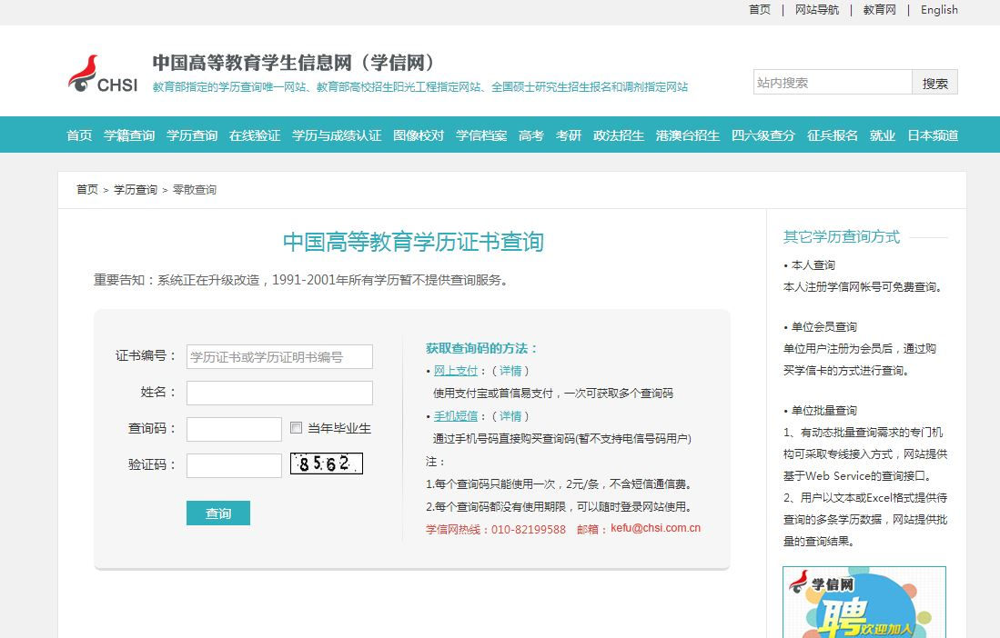 首页 | 网站导航 | 教育网 | English
CHSI
中国高等教育学生信息网（学信网）
教育部指定的学历查询唯一网站、教育部高校招生阳光工程指定网站、全国硕士研究生招生报名和调剂指定网站
站内搜索 搜索
首页 学籍查询 学历查询 在线验证 学历与成绩认证 图像校对 学信档案 高考 考研 政法招生 港澳台招生 四六级查分 征兵报名 就业 日本频道
首页 > 学历查询 > 零散查询
中国高等教育学历证书查询
重要告知：系统正在升级改造，1991-2001年所有学历暂不提供查询服务。
证书编号： 学历证书或学历证明书编号
姓名：
查询码： 当年毕业生
验证码： 8562
查询
获取查询码的方法：
• 网上支付：（详情）
使用支付宝或首信易支付，一次可获取多个查询码
• 手机短信：（详情）
通过手机号码直接购买查询码(暂不支持电信号码用户)
注：
1.每个查询码只能使用一次，2元/条，不含短信通信费。
2.每个查询码都没有使用期限，可以随时登录网站使用。
学信网热线：010-82199588 邮箱：kefu@chsi.com.cn
其它学历查询方式
• 本人查询
本人注册学信网帐号可免费查询。
• 单位会员查询
单位用户注册为会员后，通过购
买学信卡的方式进行查询。
• 单位批量查询
1、有动态批量查询需求的专门机
构可采取专线接入方式，网站提供
基于Web Service的查询接口。
2、用户以文本或Excel格式提供待
查询的多条学历数据，网站提供批
量的查询结果。
学信网
聘 欢迎加入